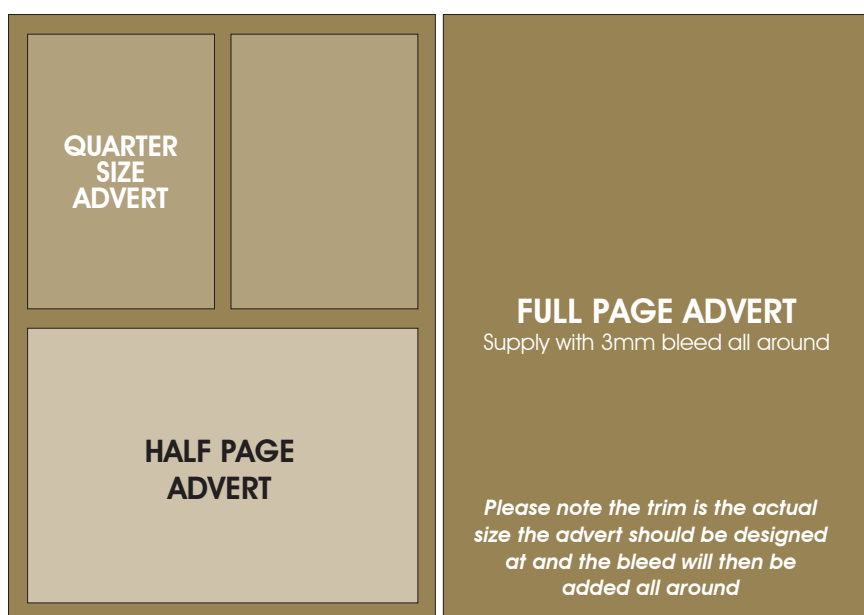 QUARTER
SIZE
ADVERT
HALF PAGE
ADVERT
FULL PAGE ADVERT
Supply with 3mm bleed all around
Please note the trim is the actual
size the advert should be designed
at and the bleed will then be
added all around